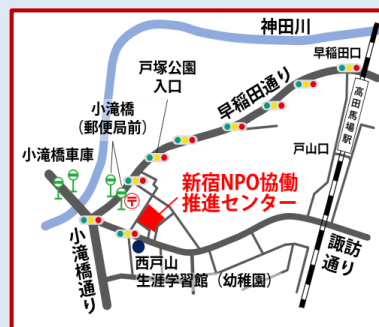 神田川
早稲田口
戸塚公園
入口
早稲田通り
高田馬場駅
小滝橋
(郵便局前)
戸山口
小滝橋車庫
新宿NPO協働
推進センター
〒
小滝橋通り
西戸山
生涯学習館(幼稚園)
諏訪
通り